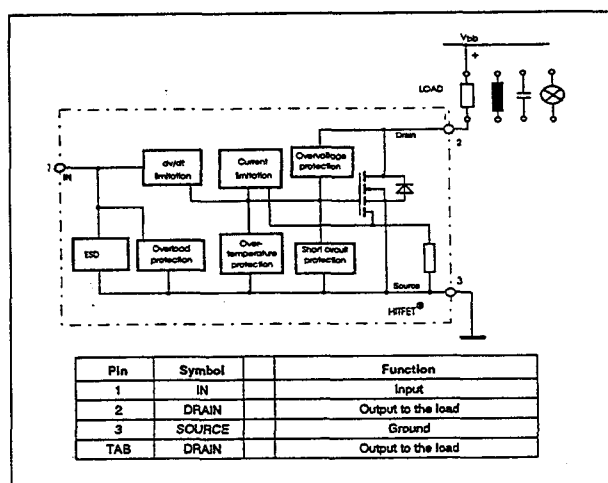 Vbb
+
LOAD
Drain
2
1
IN
dv/dt
limitation
Current
limitation
Overvoltage
protection
ESD
Overload
protection
Over-
temperature
protection
Short circuit
protection
Source
3
HITFET®
Pin Symbol Function
1 IN Input
2 DRAIN Output to the load
3 SOURCE Ground
TAB DRAIN Output to the load